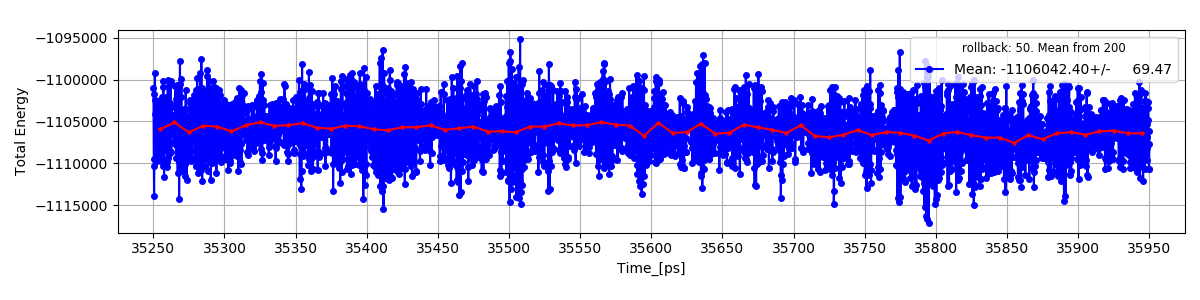 rollback: 50. Mean from 200
Mean: -1106042.40+/- 69.47
Total Energy
−1095000
−1100000
−1105000
−1110000
−1115000
35250 35300 35350 35400 35450 35500 35550 35600 35650 35700 35750 35800 35850 35900 35950
Time_[ps]